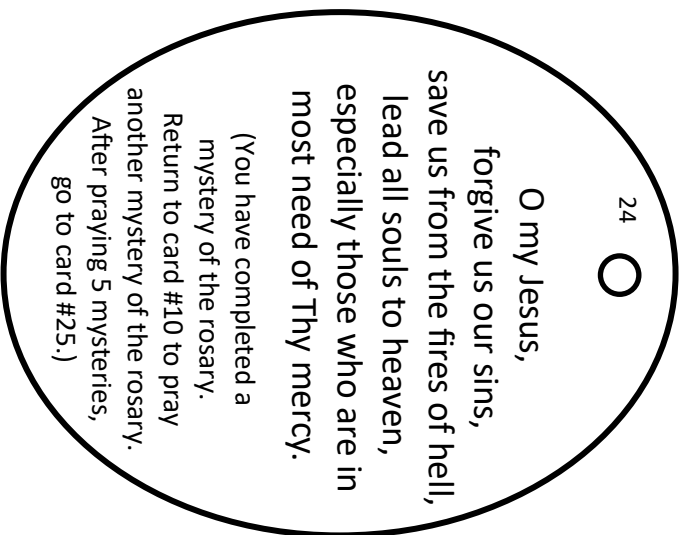 24
O my Jesus,
forgive us our sins,
save us from the fires of hell,
lead all souls to heaven,
especially those who are in
most need of Thy mercy.
(You have completed a
mystery of the rosary.
Return to card #10 to pray
another mystery of the rosary.
After praying 5 mysteries,
go to card #25.)